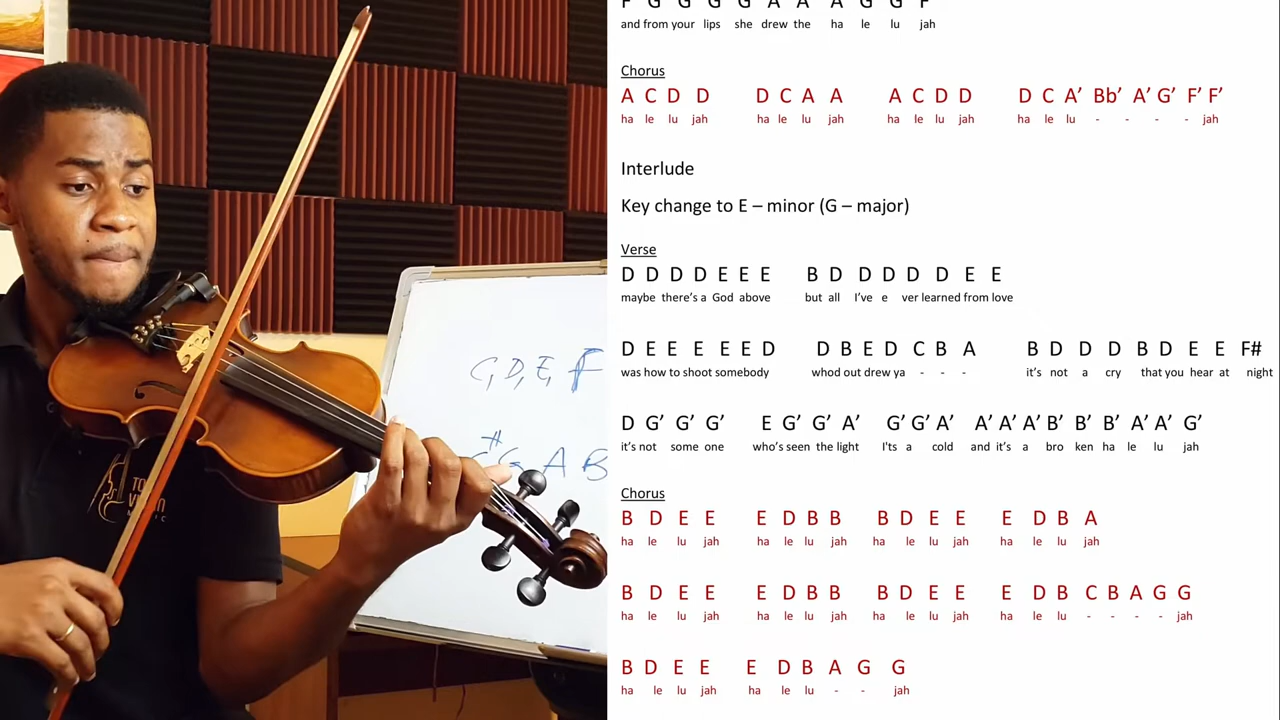 F G G G G A A A G G F
and from your lips she drew the ha le lu jah
Chorus
A C D D D C A A A C D D D C A’ Bb’ A’ G’ F’ F’
ha le lu jah ha le lu jah ha le lu jah ha le lu - - - - jah
Interlude
Key change to E – minor (G – major)
Verse
D D D D E E E B D D D D D E E
maybe there’s a God above but all I’ve e ver learned from love
D E E E E E D D B E D C B A B D D D B D E E F#
was how to shoot somebody whod out drew ya - - - it’s not a cry that you hear at night
D G’ G’ G’ E G’ G’ A’ G’ G’ A’ A’ A’ A’ B’ B’ B’ A’ A’ G’
it’s not some one who’s seen the light I'ts a cold and it’s a bro ken ha le lu jah
Chorus
B D E E E D B B B D E E E D B A
ha le lu jah ha le lu jah ha le lu jah ha le lu jah
B D E E E D B B B D E E E D B C B A G G
ha le lu jah ha le lu jah ha le lu jah ha le lu - - - - jah
B D E E E D B A G G
ha le lu jah ha le lu - - jah
C, D, E, F
# G A B